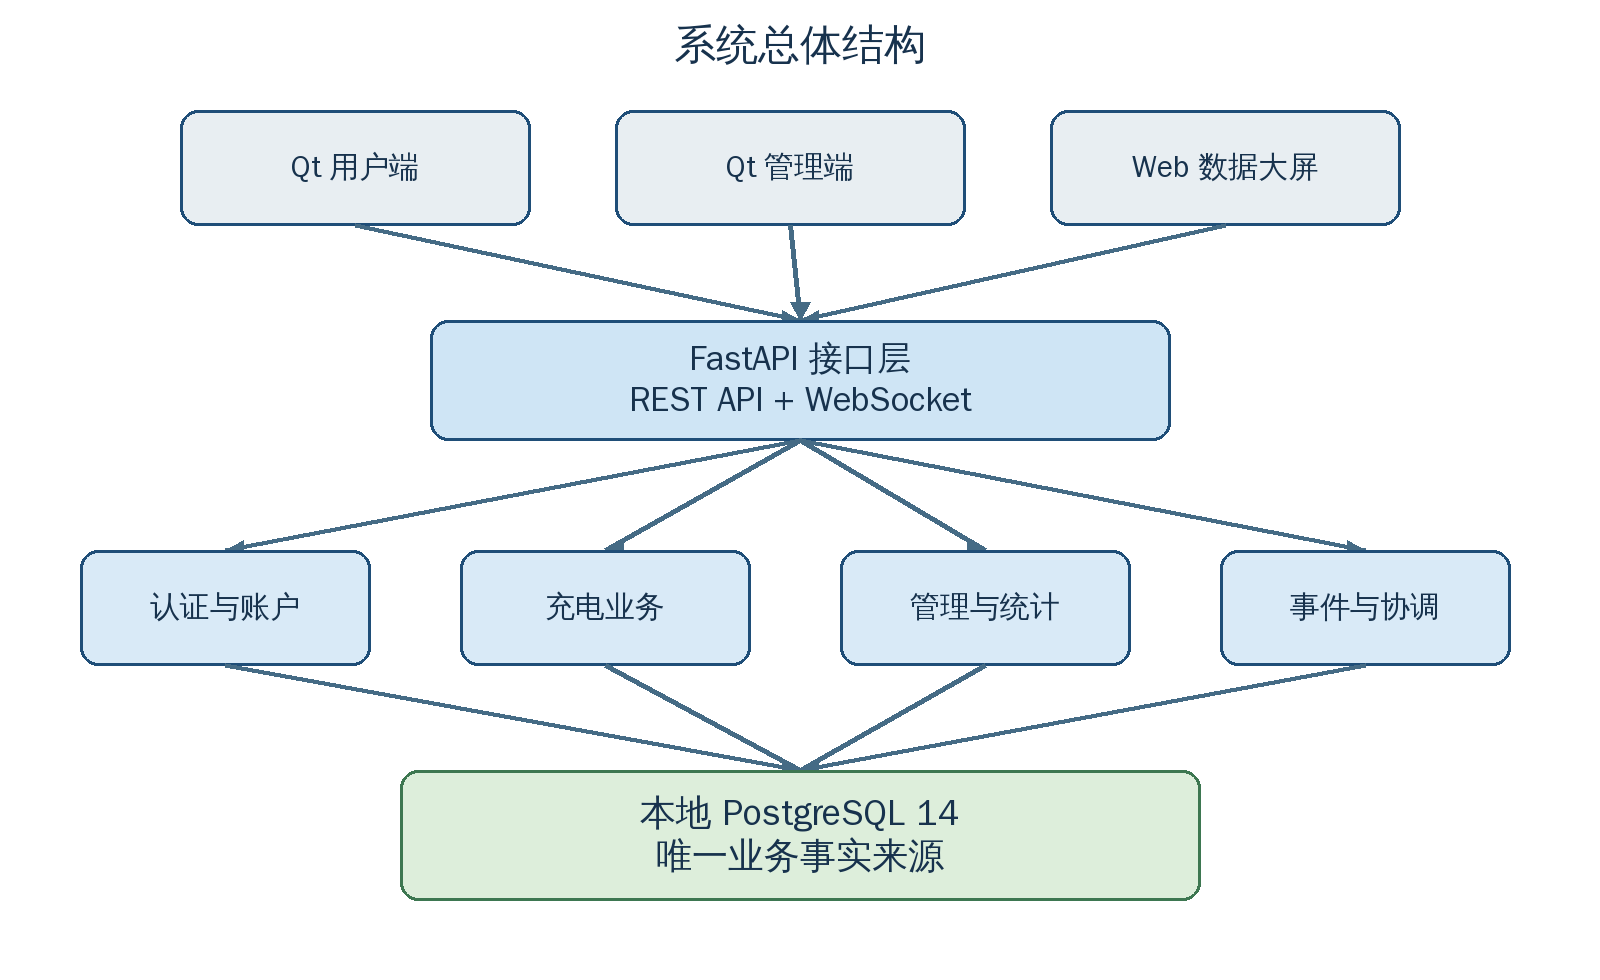 系统总体结构
Qt 用户端
Qt 管理端
Web 数据大屏
FastAPI 接口层
REST API + WebSocket
认证与账户
充电业务
管理与统计
事件与协调
本地 PostgreSQL 14
唯一业务事实来源